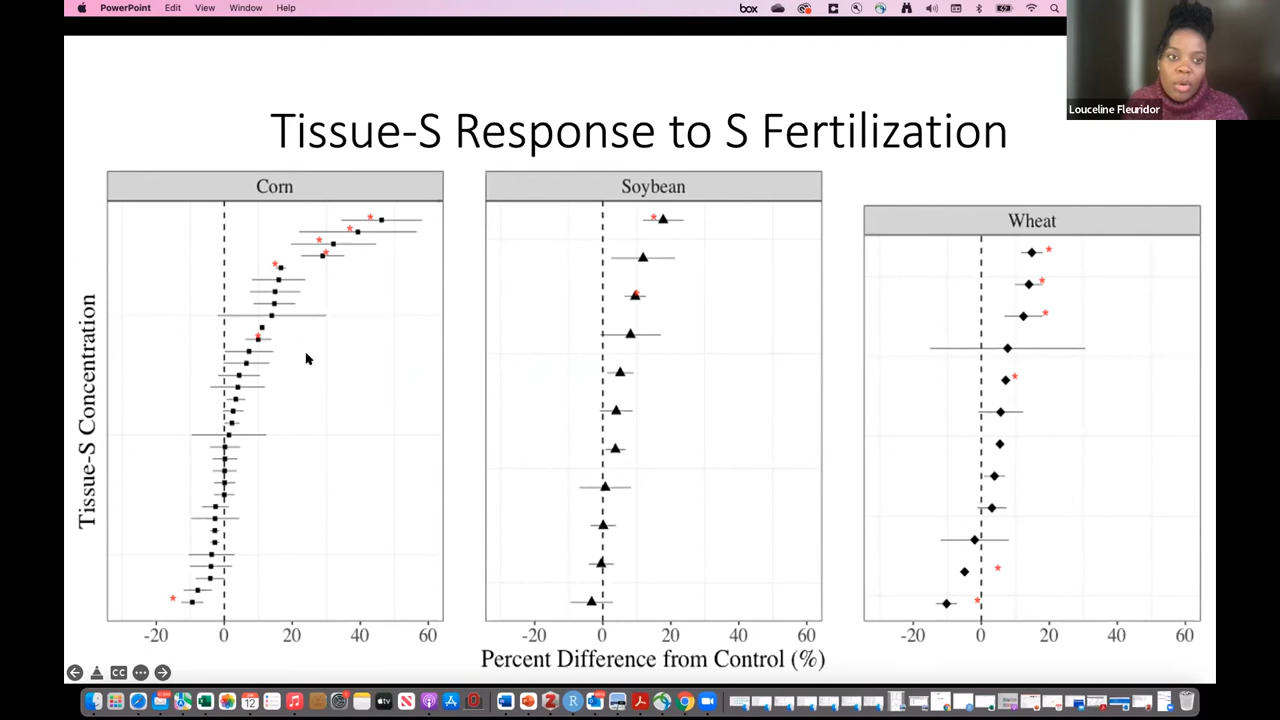 PowerPoint Edit View Window Help
box
Louceline Fleuridor
Tissue-S Response to S Fertilization
Corn
Soybean
Wheat
Tissue-S Concentration
-20 0 20 40 60
-20 0 20 40 60
-20 0 20 40 60
Percent Difference from Control (%)